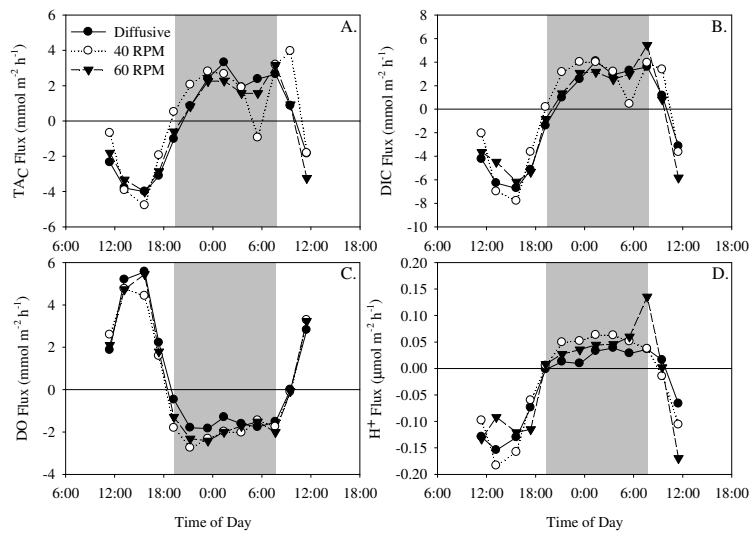 A.
Diffusive
40 RPM
60 RPM
TAC Flux (mmol m-2 h-1)
6
4
2
0
-2
-4
-6
6:00 12:00 18:00 0:00 6:00 12:00 18:00
B.
DIC Flux (mmol m-2 h-1)
8
6
4
2
0
-2
-4
-6
-8
-10
6:00 12:00 18:00 0:00 6:00 12:00 18:00
C.
DO Flux (mmol m-2 h-1)
6
4
2
0
-2
-4
6:00 12:00 18:00 0:00 6:00 12:00 18:00
Time of Day
D.
H+ Flux (μmol m-2 h-1)
0.20
0.15
0.10
0.05
0.00
-0.05
-0.10
-0.15
-0.20
6:00 12:00 18:00 0:00 6:00 12:00 18:00
Time of Day